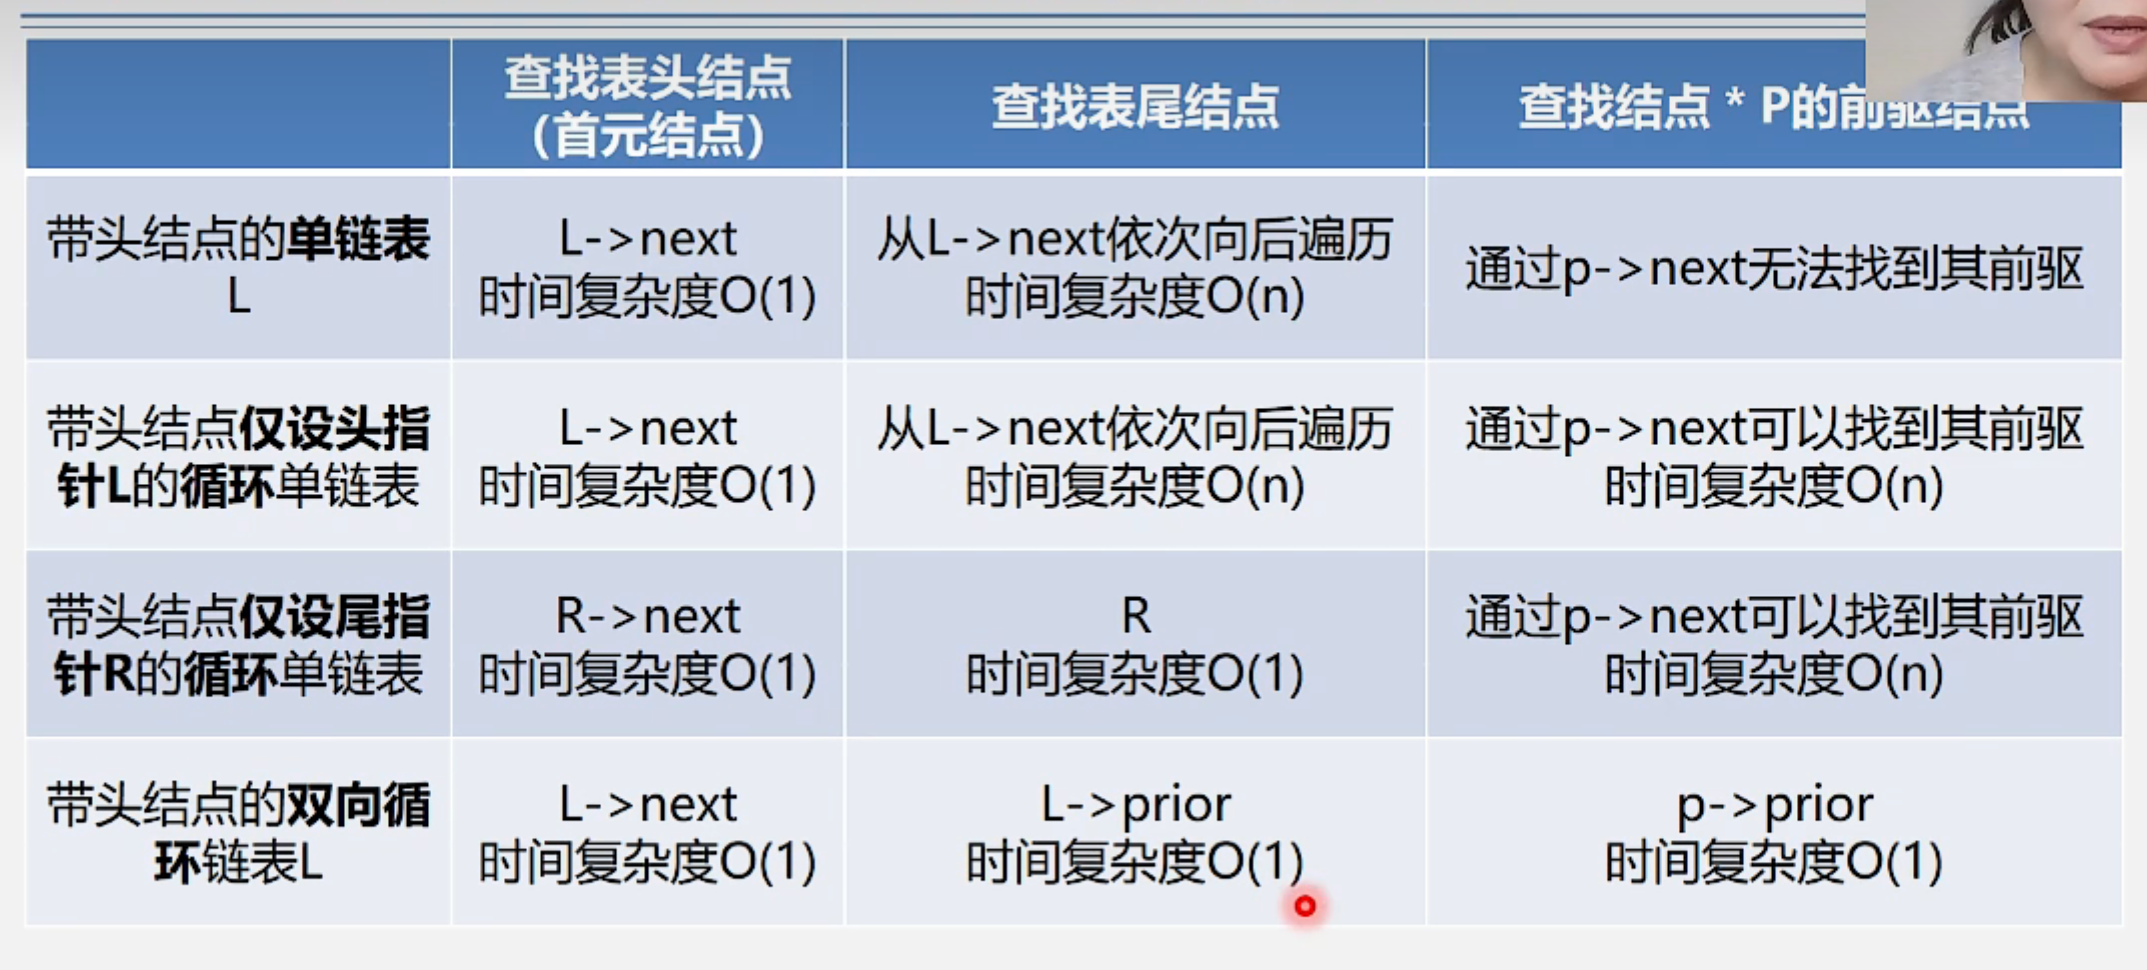 查找表头结点
（首元结点）
查找表尾结点
查找结点 * P的前驱结点
带头结点的单链表
L
L->next
时间复杂度O(1)
从L->next依次向后遍历
时间复杂度O(n)
通过p->next无法找到其前驱
带头结点仅设头指
针L的循环单链表
L->next
时间复杂度O(1)
从L->next依次向后遍历
时间复杂度O(n)
通过p->next可以找到其前驱
时间复杂度O(n)
带头结点仅设尾指
针R的循环单链表
R->next
时间复杂度O(1)
R
时间复杂度O(1)
通过p->next可以找到其前驱
时间复杂度O(n)
带头结点的双向循
环链表L
L->next
时间复杂度O(1)
L->prior
时间复杂度O(1)
p->prior
时间复杂度O(1)